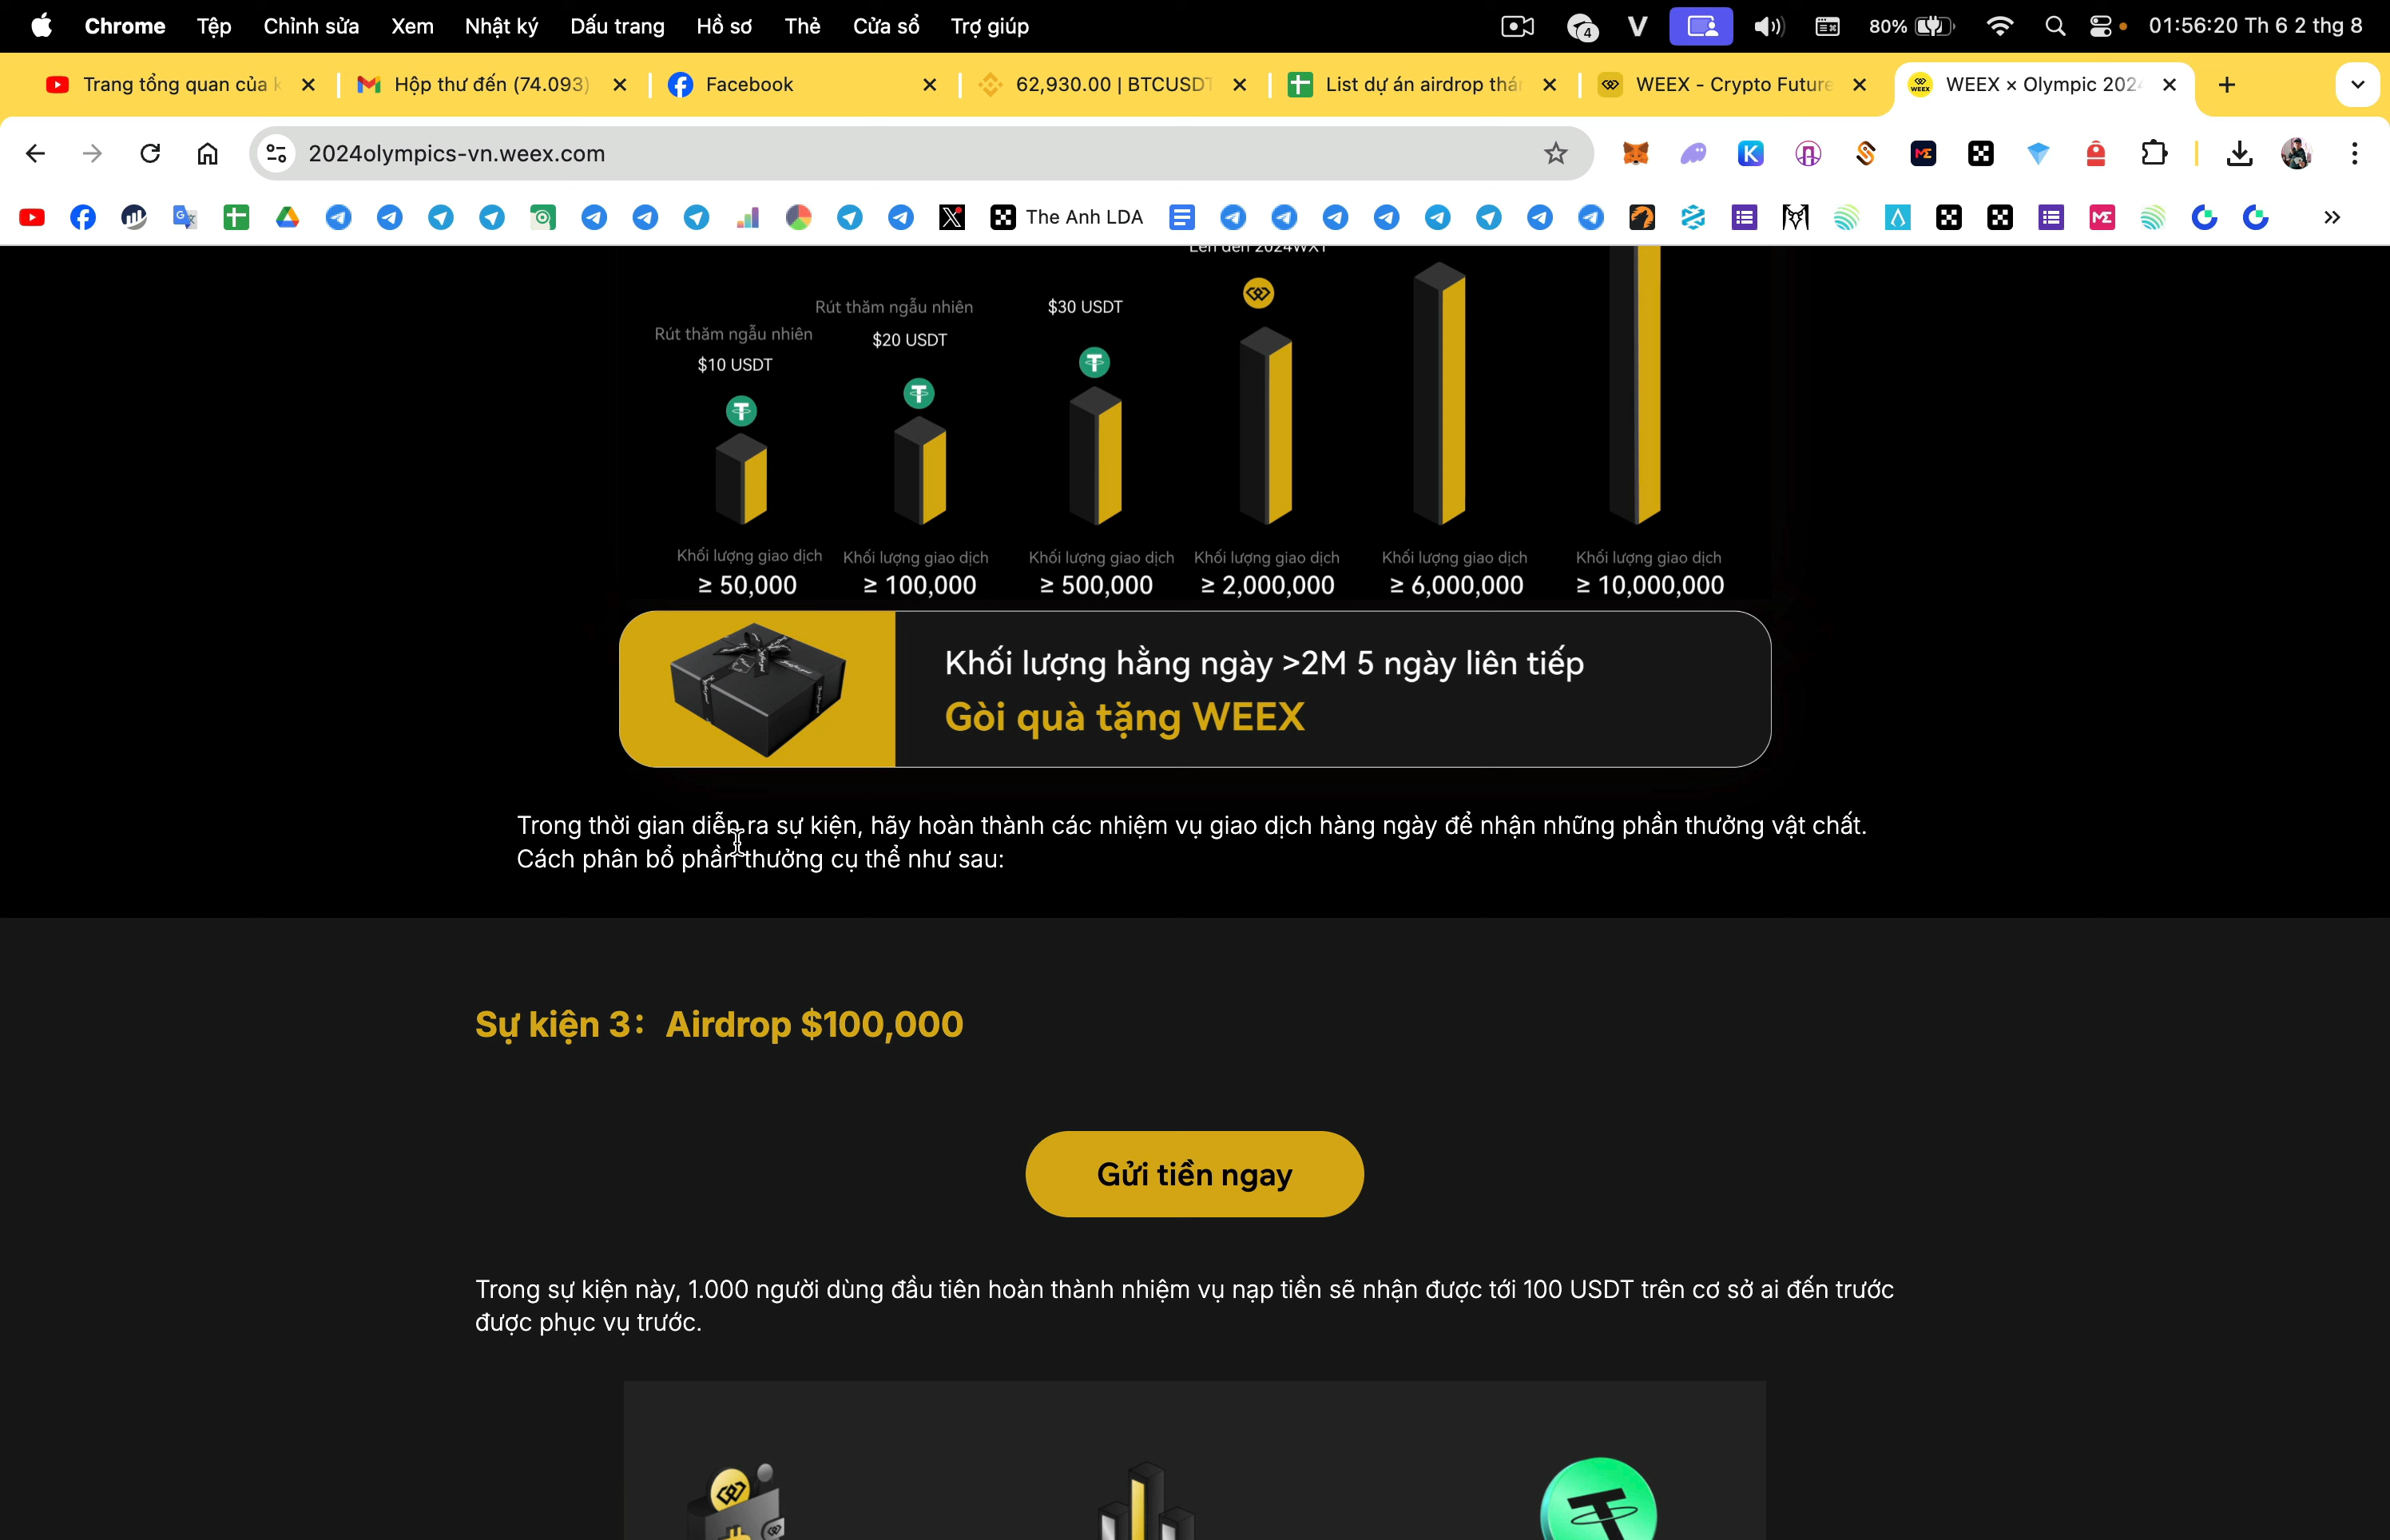 Chrome Tệp Chỉnh sửa Xem Nhật ký Dấu trang Hồ sơ Thẻ Cửa sổ Trợ giúp 4 V 80% 01:56:20 Th 6 2 thg 8
Trang tổng quan của k Hộp thư đến (74.093) Facebook 62,930.00 | BTCUSDT List dự án airdrop thán WEEX - Crypto Future WEEX × Olympic 2024
2024olympics-vn.weex.com
The Anh LDA
Lên đến 2024WXT
Rút thăm ngẫu nhiên
$10 USDT
Rút thăm ngẫu nhiên
$20 USDT
$30 USDT
Khối lượng giao dịch Khối lượng giao dịch Khối lượng giao dịch Khối lượng giao dịch Khối lượng giao dịch Khối lượng giao dịch
≥ 50,000 ≥ 100,000 ≥ 500,000 ≥ 2,000,000 ≥ 6,000,000 ≥ 10,000,000
Khối lượng hằng ngày >2M 5 ngày liên tiếp
Gòi quà tặng WEEX
Trong thời gian diễn ra sự kiện, hãy hoàn thành các nhiệm vụ giao dịch hàng ngày để nhận những phần thưởng vật chất.
Cách phân bổ phần thưởng cụ thể như sau:
Sự kiện 3: Airdrop $100,000
Gửi tiền ngay
Trong sự kiện này, 1.000 người dùng đầu tiên hoàn thành nhiệm vụ nạp tiền sẽ nhận được tới 100 USDT trên cơ sở ai đến trước
được phục vụ trước.